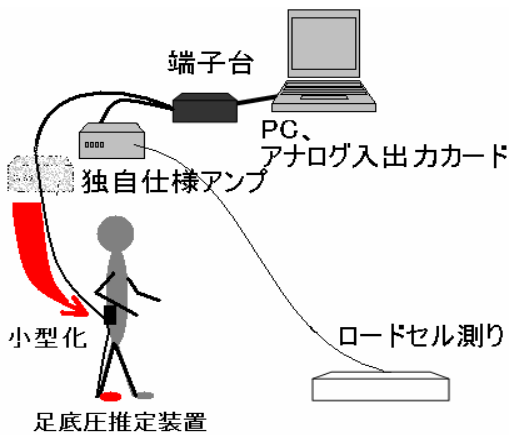 端子台
PC、
アナログ入出力カード
独自仕様アンプ
小型化
ロードセル測り
足底圧推定装置